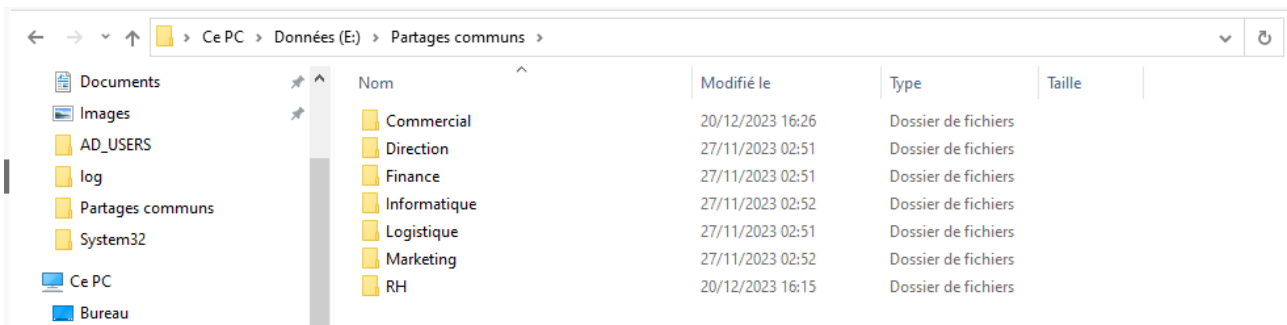 Ce PC > Données (E:) > Partages communs >
Documents
Images
AD_USERS
log
Partages communs
System32
Ce PC
Bureau
Nom Modifié le Type Taille
Commercial 20/12/2023 16:26 Dossier de fichiers
Direction 27/11/2023 02:51 Dossier de fichiers
Finance 27/11/2023 02:51 Dossier de fichiers
Informatique 27/11/2023 02:52 Dossier de fichiers
Logistique 27/11/2023 02:51 Dossier de fichiers
Marketing 27/11/2023 02:52 Dossier de fichiers
RH 20/12/2023 16:15 Dossier de fichiers